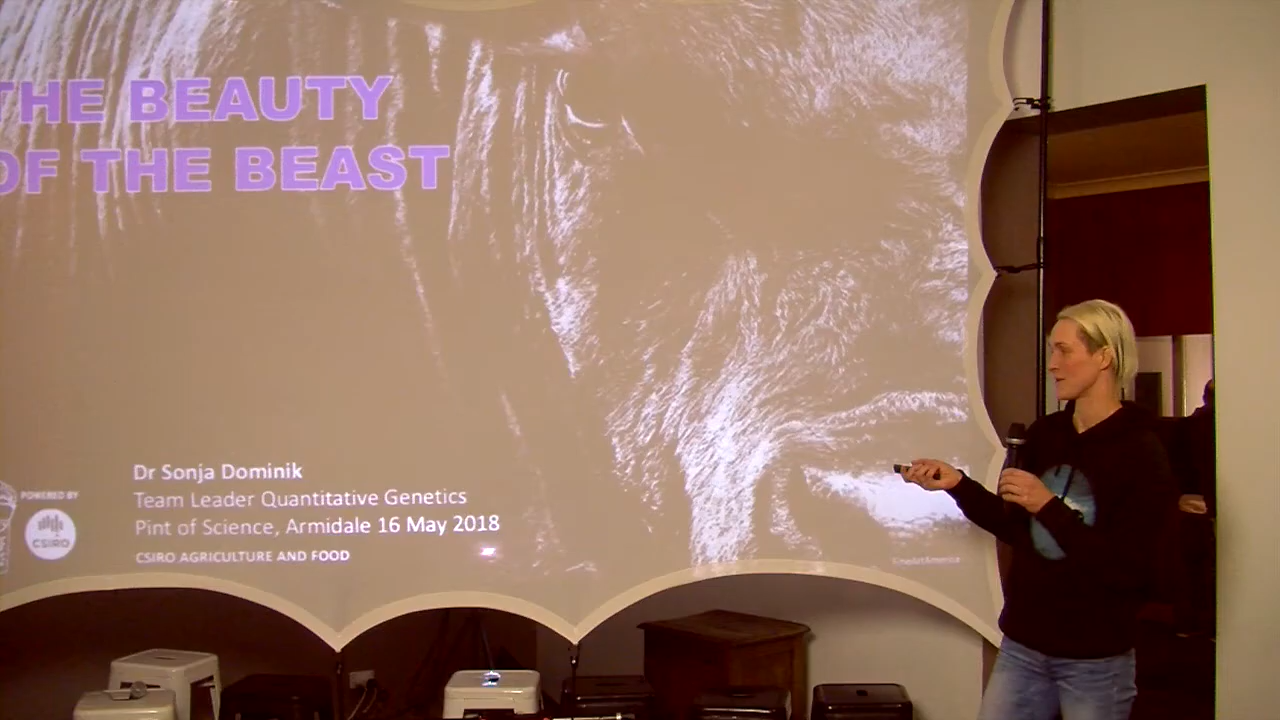 THE BEAUTY
OF THE BEAST
Dr Sonja Dominik
Team Leader Quantitative Genetics
Pint of Science, Armidale 16 May 2018
CSIRO AGRICULTURE AND FOOD
POWERED BY
CSIRO